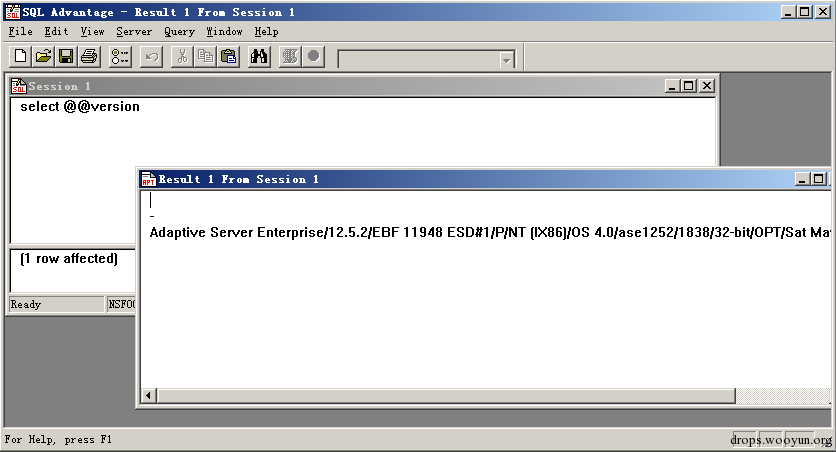 SQL Advantage - Result 1 From Session 1
File Edit View Server Query Window Help
Session 1
select @@version
Result 1 From Session 1
-
Adaptive Server Enterprise/12.5.2/EBF 11948 ESD#1/P/NT (IX86)/OS 4.0/ase1252/1838/32-bit/OPT/Sat
(1 row affected)
Ready
For Help, press F1
drops.wooyun.org